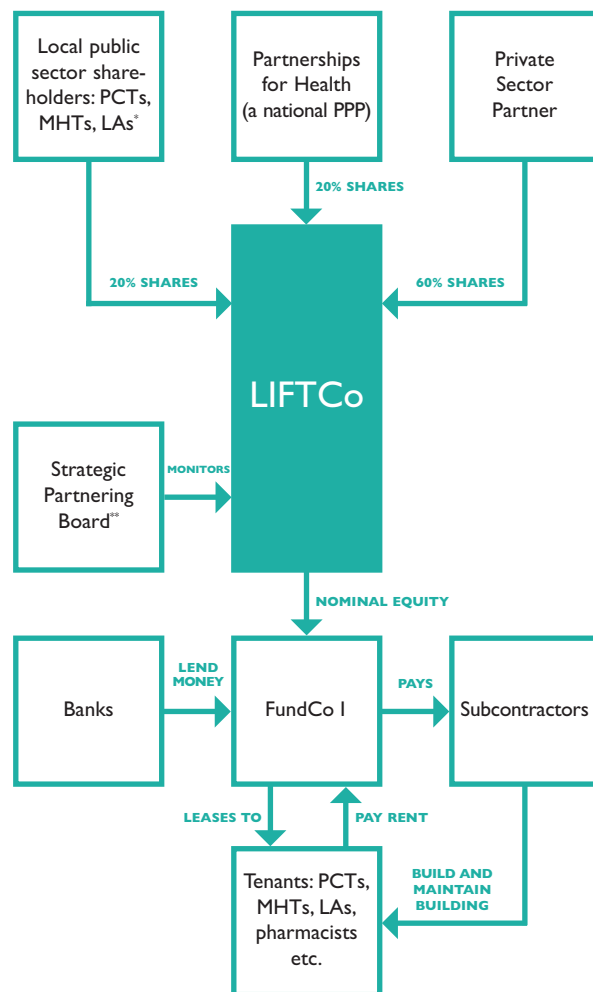 Local public
sector share-
holders: PCTs,
MHTs, LAs*
Partnerships
for Health
(a national PPP)
Private
Sector
Partner
20% SHARES
20% SHARES
60% SHARES
LIFTCo
Strategic
Partnering
Board**
MONITORS
NOMINAL EQUITY
Banks
LEND
MONEY
FundCo I
PAYS
Subcontractors
LEASES TO
PAY RENT
Tenants: PCTs,
MHTs, LAs,
pharmacists
etc.
BUILD AND
MAINTAIN
BUILDING